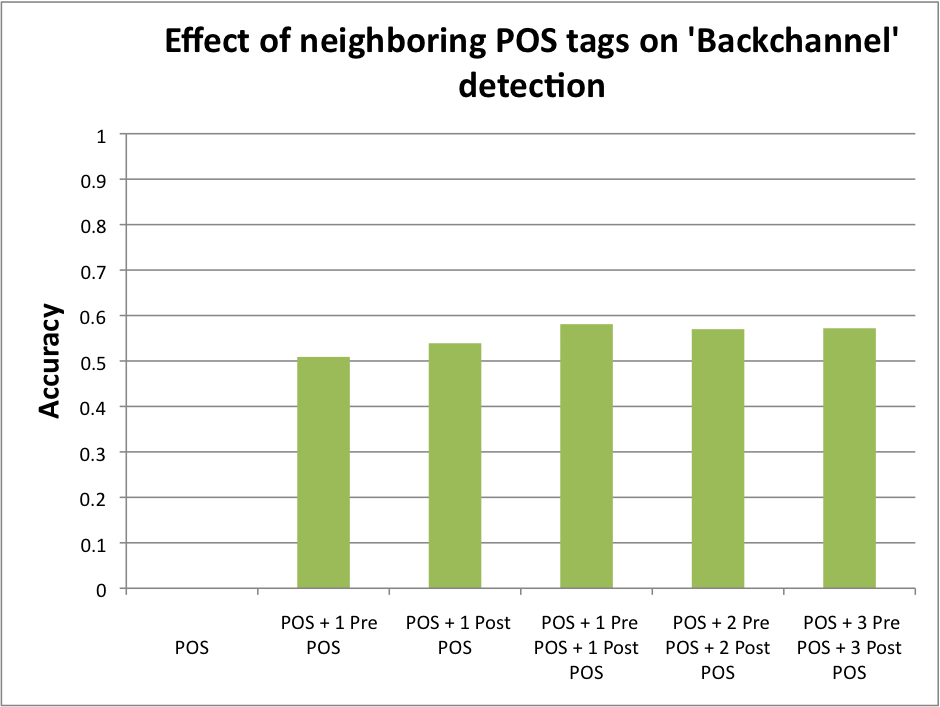 Effect of neighboring POS tags on 'Backchannel'
detection
1
0.9
0.8
0.7
0.6
0.5
0.4
0.3
0.2
0.1
0
Accuracy
POS
POS + 1 Pre
POS
POS + 1 Post
POS
POS + 1 Pre
POS + 1 Post
POS
POS + 2 Pre
POS + 2 Post
POS
POS + 3 Pre
POS + 3 Post
POS